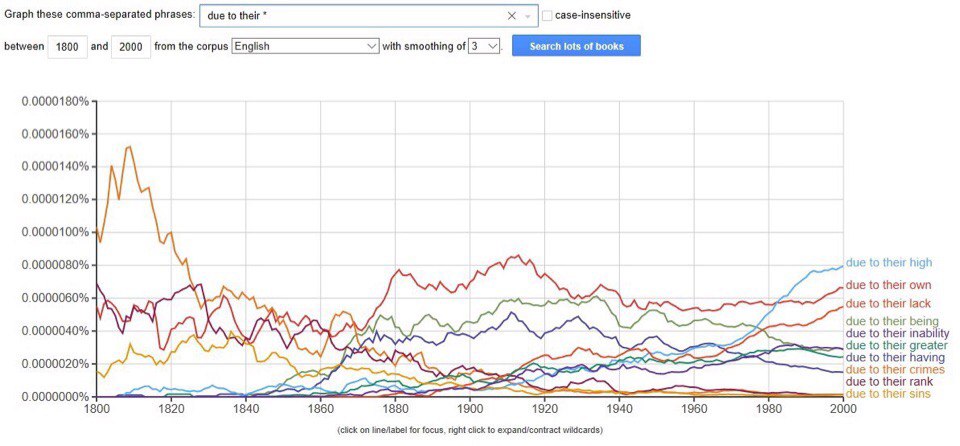 Graph these comma-separated phrases: due to their * case-insensitive
between 1800 and 2000 from the corpus English with smoothing of 3 . Search lots of books
0.0000180%
0.0000160%
0.0000140%
0.0000120%
0.0000100%
0.0000080%
0.0000060%
0.0000040%
0.0000020%
0.0000000%
1800 1820 1840 1860 1880 1900 1920 1940 1960 1980 2000
due to their high
due to their own
due to their lack
due to their being
due to their inability
due to their greater
due to their having
due to their crimes
due to their rank
due to their sins
(click on line/label for focus, right click to expand/contract wildcards)